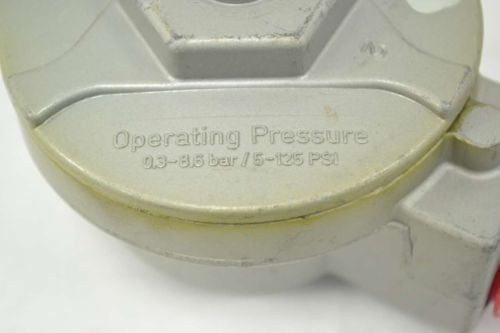 Operating Pressure
0.3-8.6 bar / 5-125 PSI